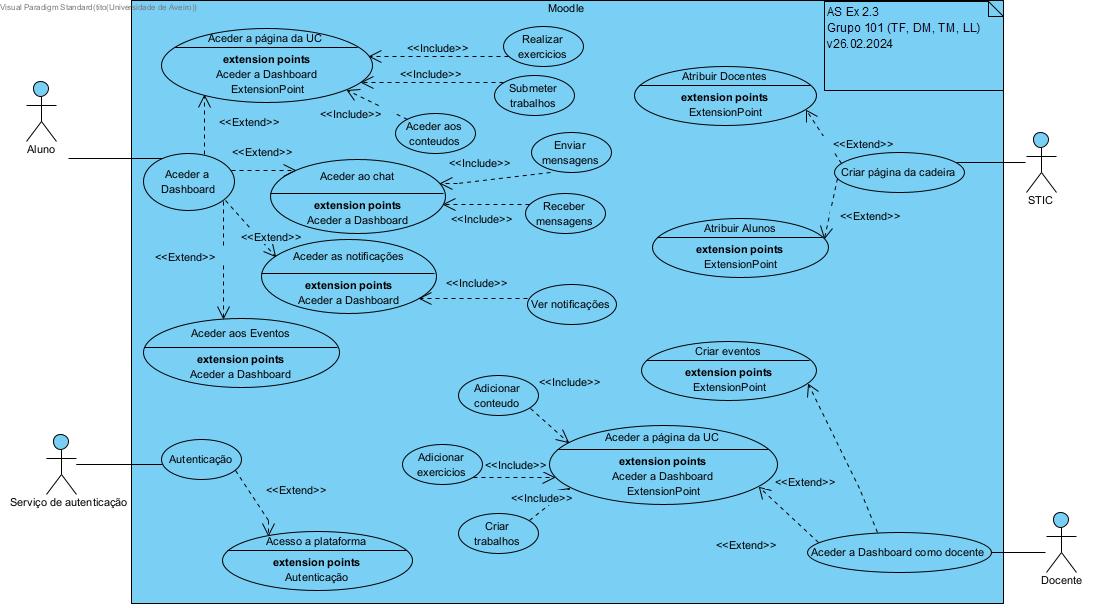 Visual Paradigm Standard(tito(Universidade de Aveiro))
Moodle
AS Ex 2.3
Grupo 101 (TF, DM, TM, LL)
v26.02.2024
Aceder a página da UC
extension points
Aceder a Dashboard
ExtensionPoint
<<Include>>
Realizar
exercicios
<<Include>>
Submeter
trabalhos
<<Include>>
Aceder aos
conteudos
Atribuir Docentes
extension points
ExtensionPoint
Aluno
<<Extend>>
<<Extend>>
Aceder a
Dashboard
Aceder ao chat
extension points
Aceder a Dashboard
<<Include>>
Enviar
mensagens
<<Include>>
Receber
mensagens
<<Extend>>
Criar página da cadeira
STIC
<<Extend>>
Atribuir Alunos
extension points
ExtensionPoint
<<Extend>>
<<Extend>>
Aceder as notificações
extension points
Aceder a Dashboard
<<Include>>
Ver notificações
Aceder aos Eventos
extension points
Aceder a Dashboard
Criar eventos
extension points
ExtensionPoint
Adicionar
conteudo
<<Include>>
Aceder a página da UC
extension points
Aceder a Dashboard
ExtensionPoint
Adicionar
exercicios
<<Include>>
<<Include>>
Criar
trabalhos
<<Extend>>
<<Extend>>
Autenticação
Serviço de autenticação
<<Extend>>
Acesso a plataforma
extension points
Autenticação
Aceder a Dashboard como docente
Docente